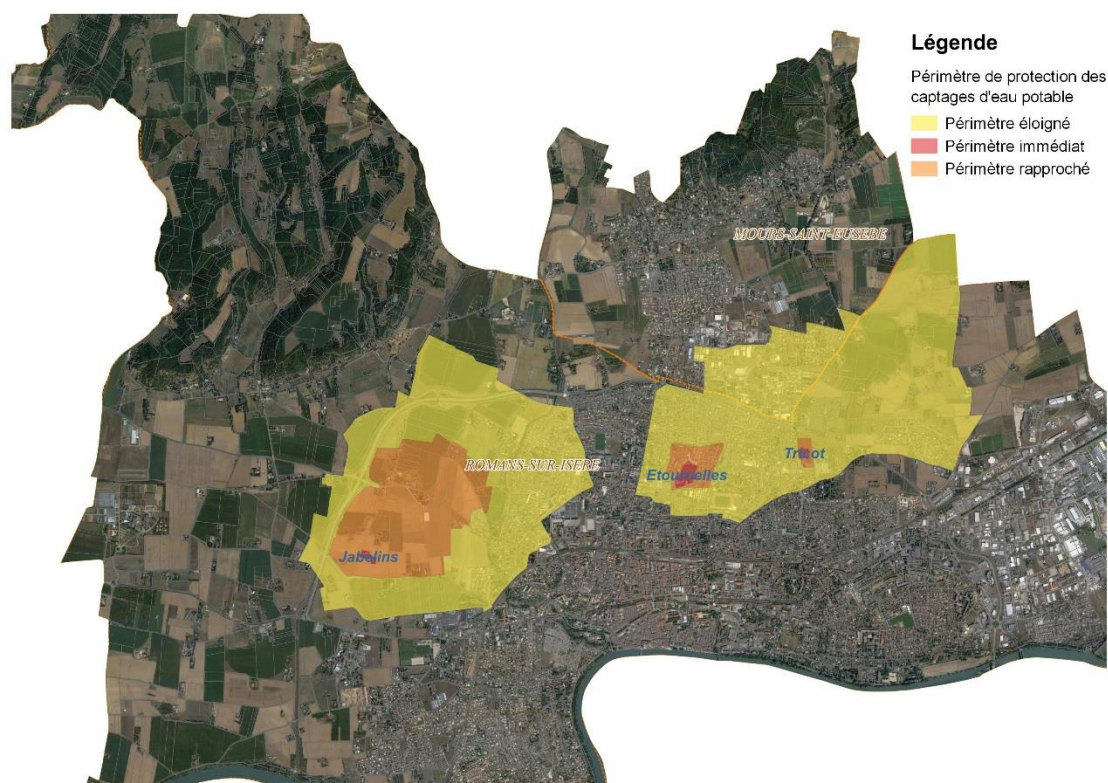 Légende
Périmètre de protection des
captages d'eau potable
Périmètre éloigné
Périmètre immédiat
Périmètre rapproché
MOURS-SAINT-EUSEBE
ROMANS-SUR-ISERE
Tricot
Etournelles
Jabelins